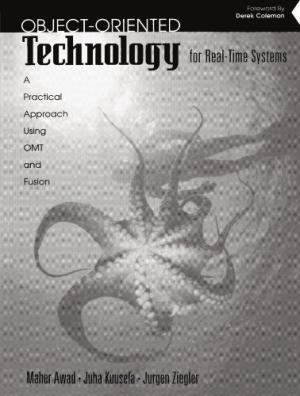 Foreword By
Derek Coleman
OBJECT-ORIENTED
Technology for Real-Time Systems
A
Practical
Approach
Using
OMT
and
Fusion
Maher Awad • Juha Kuusela • Jurgen Ziegler